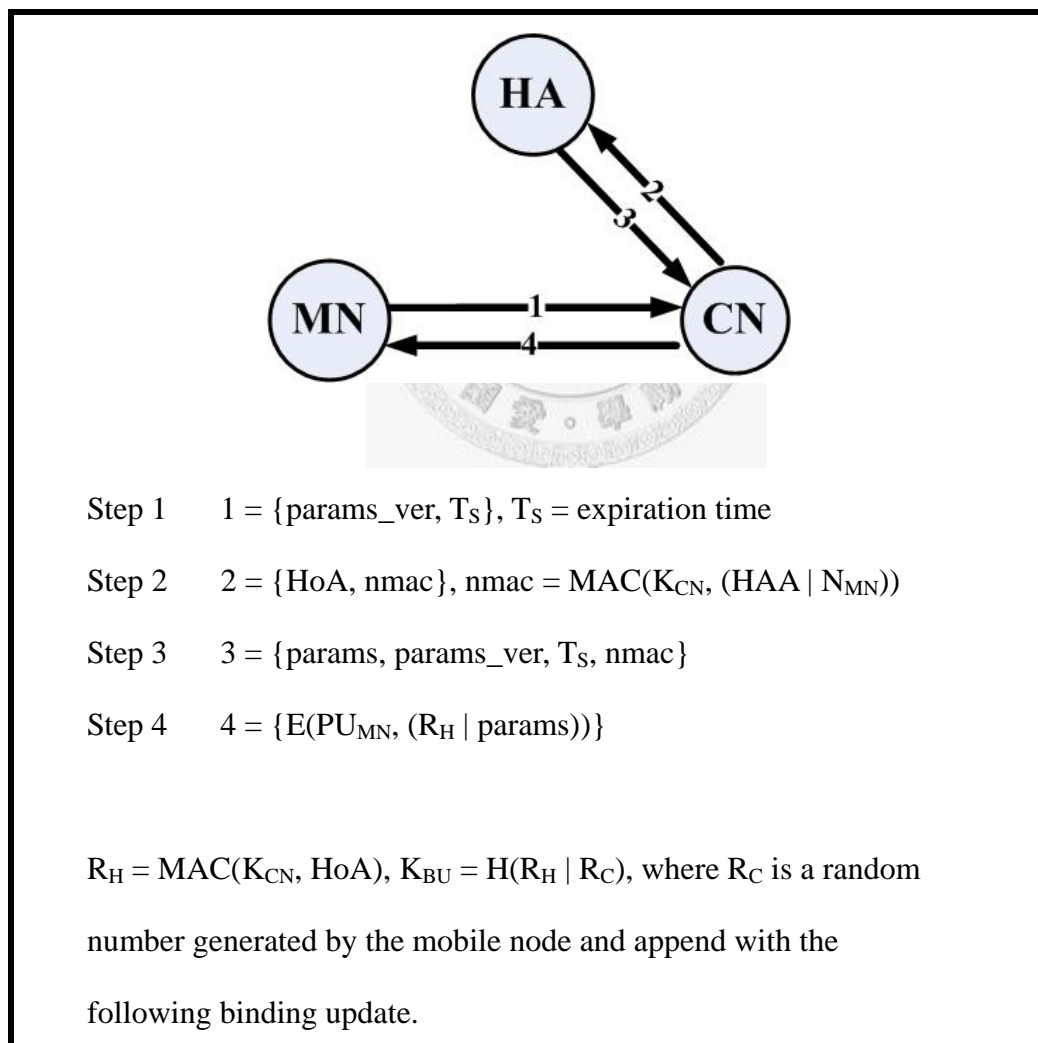 HA
2
3
MN
1
CN
4
Step 1 1 = {params_ver, T_S}, T_S = expiration time
Step 2 2 = {HoA, nmac}, nmac = MAC(K_CN, (HAA | N_MN))
Step 3 3 = {params, params_ver, T_S, nmac}
Step 4 4 = {E(PU_MN, (R_H | params))}
R_H = MAC(K_CN, HoA), K_BU = H(R_H | R_C), where R_C is a random
number generated by the mobile node and append with the
following binding update.